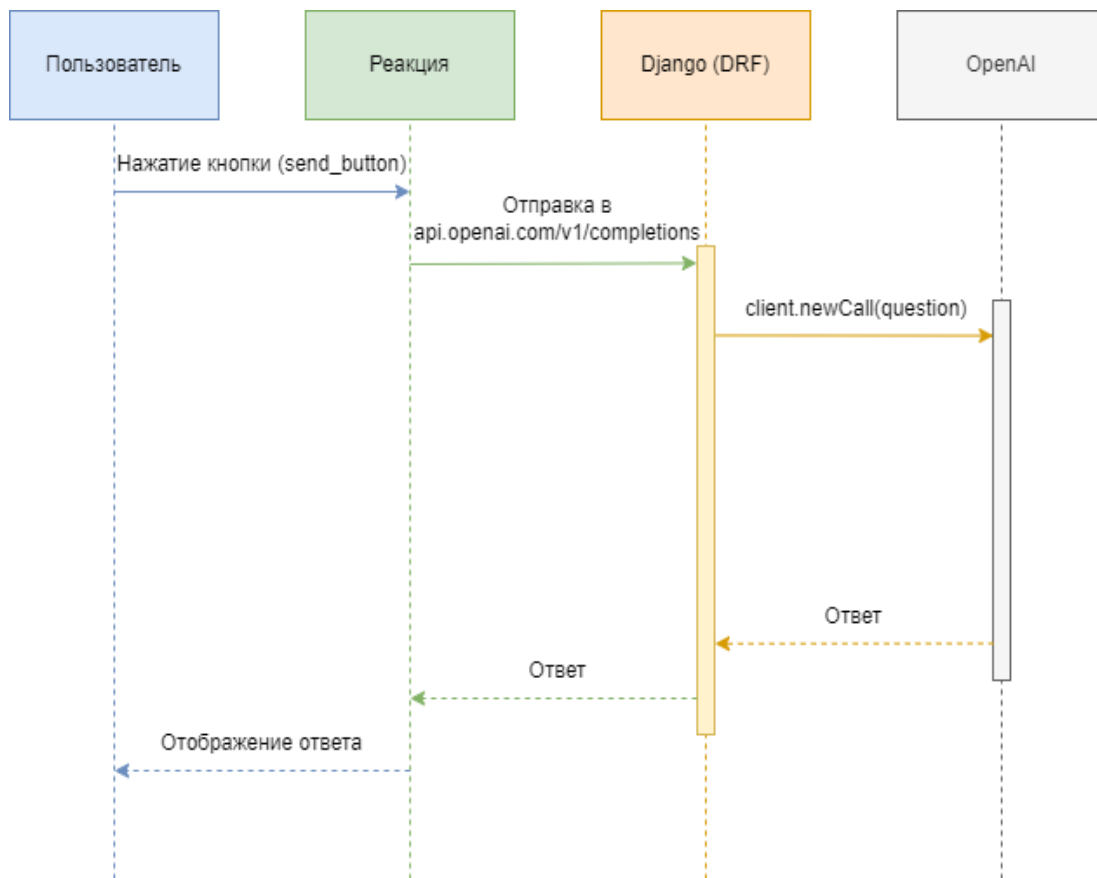 Пользователь
Реакция
Django (DRF)
OpenAI
Нажатие кнопки (send_button)
Отправка в
api.openai.com/v1/completions
client.newCall(question)
Ответ
Ответ
Отображение ответа